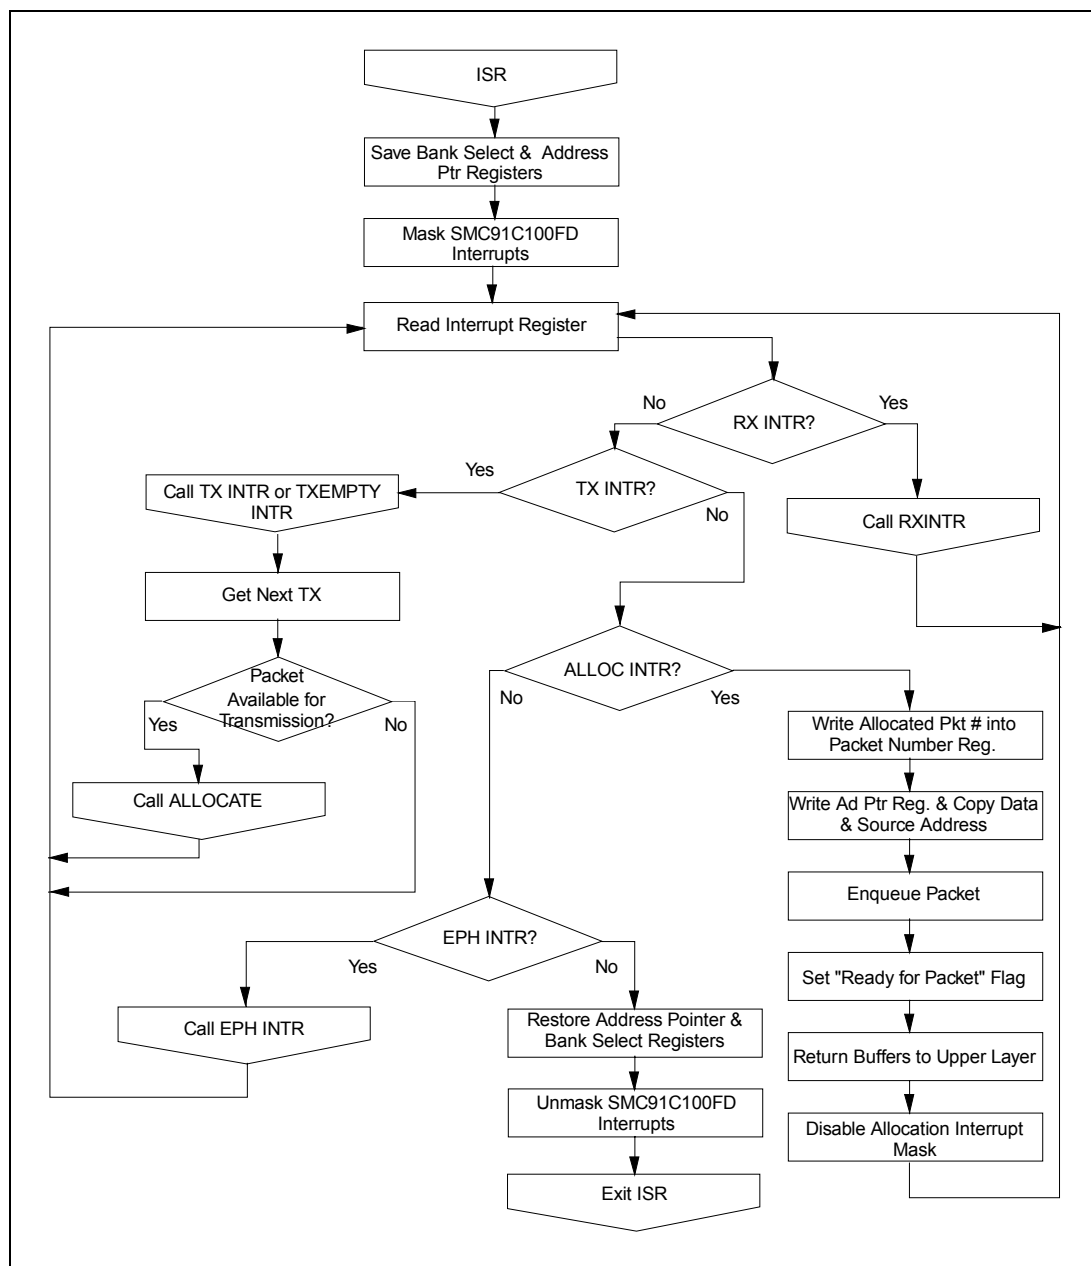 ISR
Save Bank Select & Address
Ptr Registers
Mask SMC91C100FD
Interrupts
Read Interrupt Register
No
RX INTR?
Yes
Yes
TX INTR?
No
Call TX INTR or TXEMPTY
INTR
Call RXINTR
Get Next TX
ALLOC INTR?
No
Yes
Packet
Available for
Transmission?
Yes
No
Write Allocated Pkt # into
Packet Number Reg.
Call ALLOCATE
Write Ad Ptr Reg. & Copy Data
& Source Address
Enqueue Packet
EPH INTR?
Yes
No
Set "Ready for Packet" Flag
Call EPH INTR
Restore Address Pointer &
Bank Select Registers
Return Buffers to Upper Layer
Unmask SMC91C100FD
Interrupts
Disable Allocation Interrupt
Mask
Exit ISR